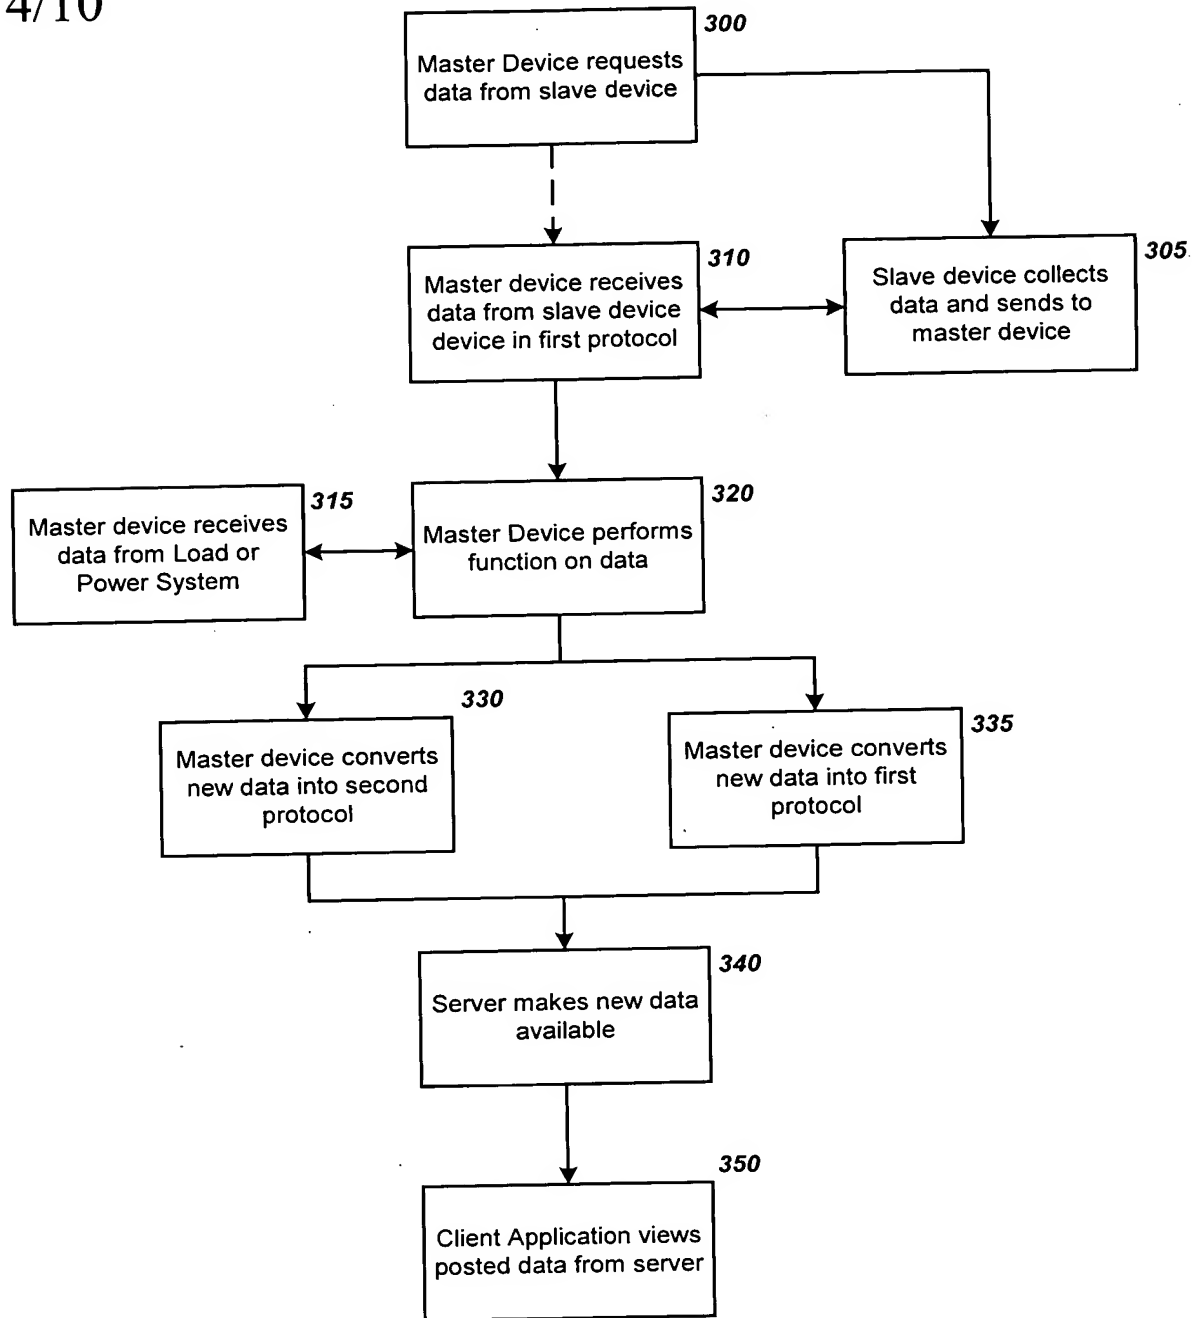 4/10
300
Master Device requests
data from slave device
310
Master device receives
data from slave device
device in first protocol
305
Slave device collects
data and sends to
master device
315
Master device receives
data from Load or
Power System
320
Master Device performs
function on data
330
Master device converts
new data into second
protocol
335
Master device converts
new data into first
protocol
340
Server makes new data
available
350
Client Application views
posted data from server